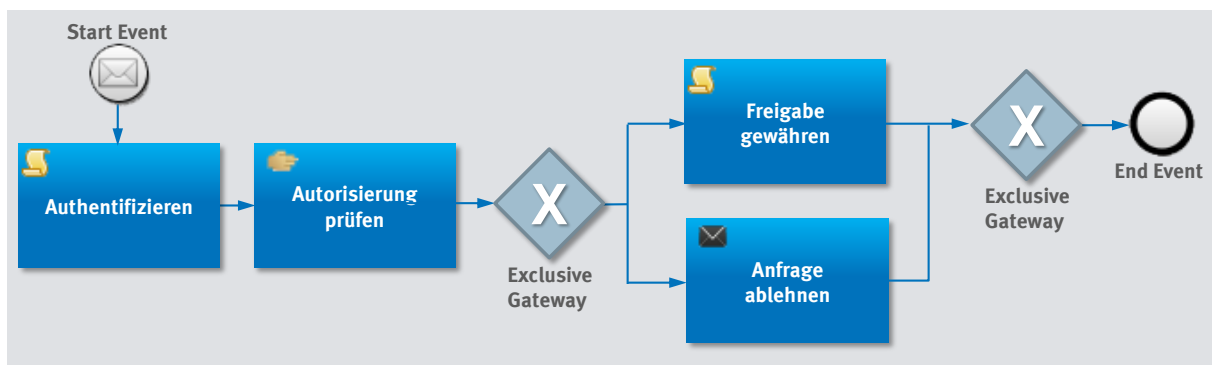 Start Event
Authentifizieren
Autorisierung
prüfen
X
Exclusive
Gateway
Freigabe
gewähren
Anfrage
ablehnen
X
Exclusive
Gateway
End Event